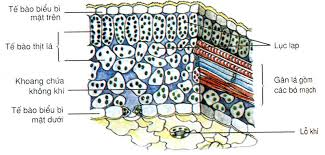 Tế bào biểu bì
mặt trên
Tế bào thịt lá
Khoang chứa
không khí
Tế bào biểu bì
mặt dưới
Lục lạp
Gân lá gồm
các bó mạch
Lỗ khí